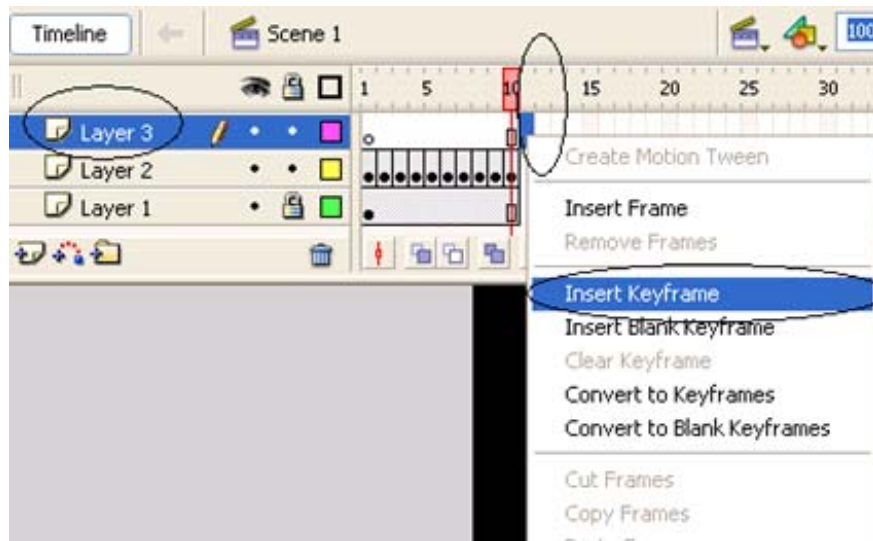 Timeline Scene 1 100
1 5 10 15 20 25 30
Layer 3
Layer 2
Layer 1
Create Motion Tween
Insert Frame
Remove Frames
Insert Keyframe
Insert Blank Keyframe
Clear Keyframe
Convert to Keyframes
Convert to Blank Keyframes
Cut Frames
Copy Frames